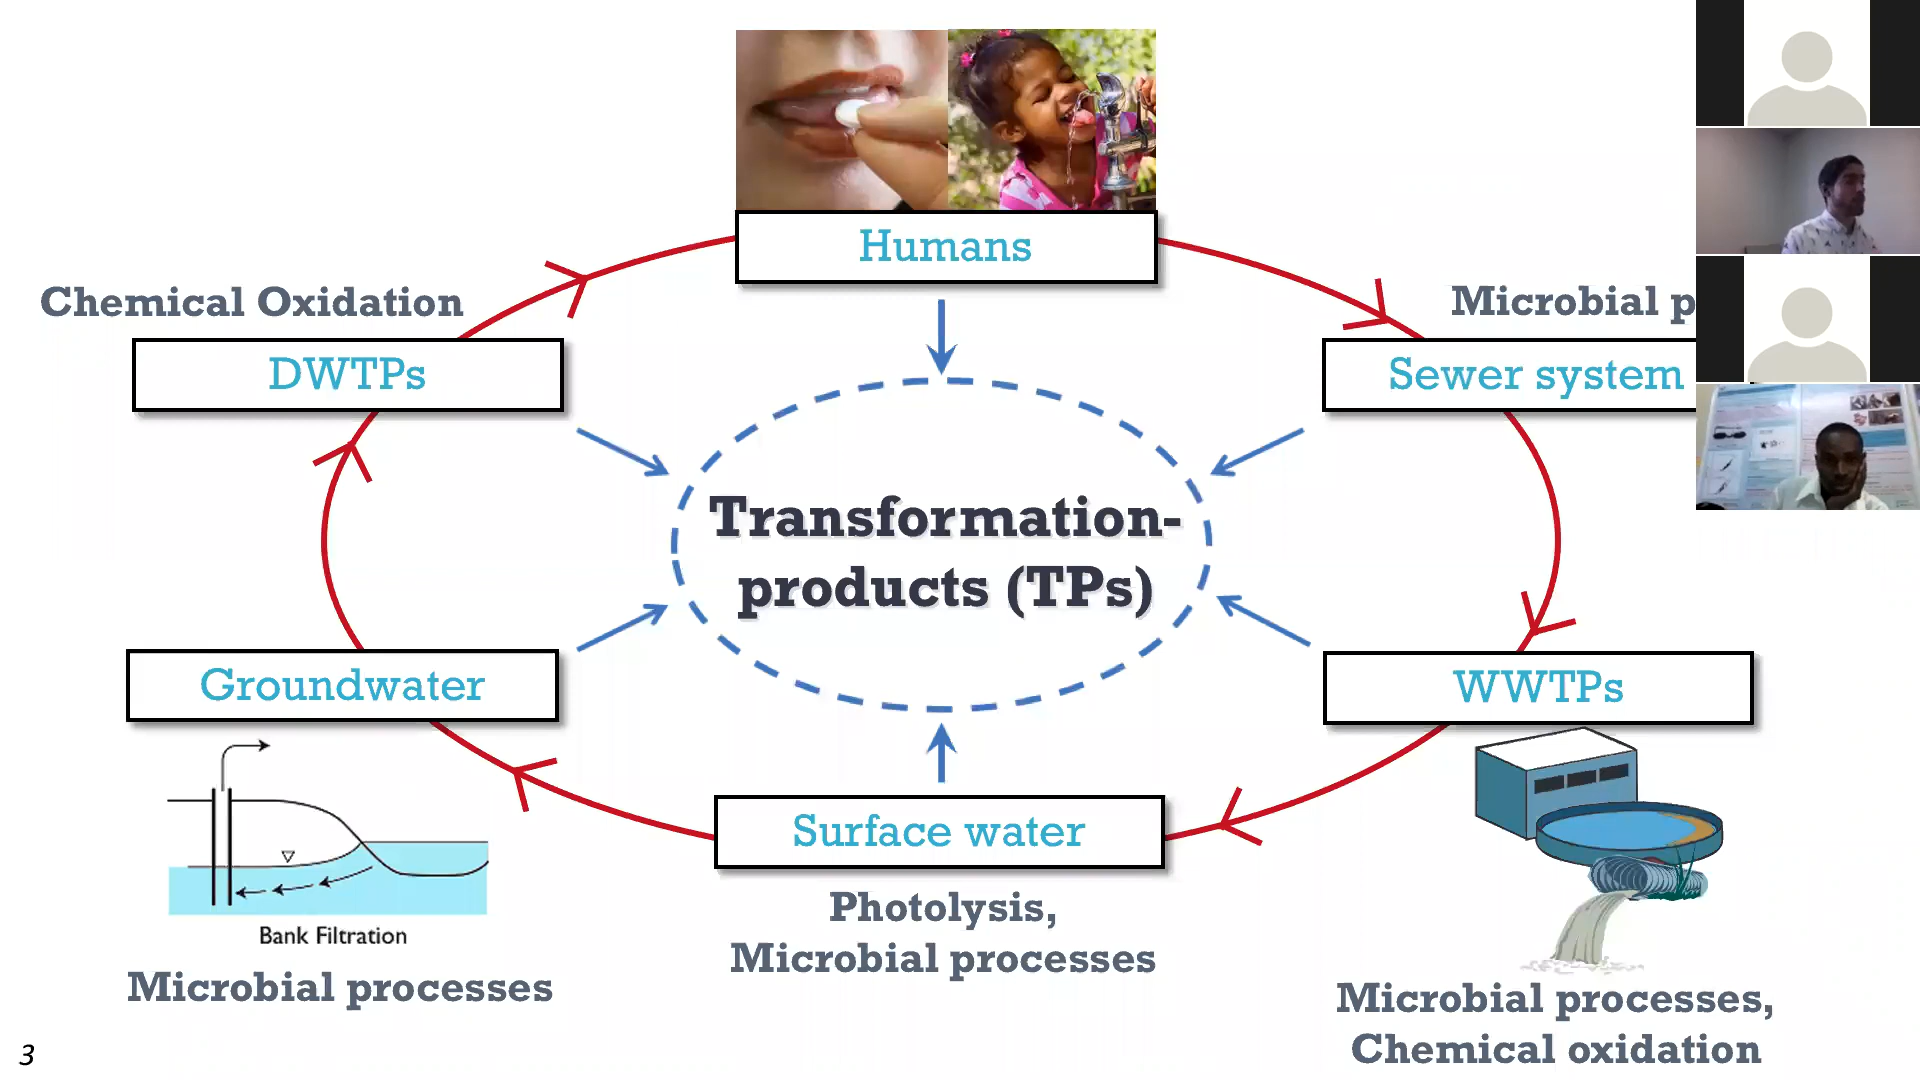 Humans
Chemical Oxidation
Microbial p
DWTPs
Sewer system
Transformation-
products (TPs)
Groundwater
WWTPs
Surface water
Bank Filtration
Photolysis,
Microbial processes
Microbial processes
Microbial processes,
Chemical oxidation
3